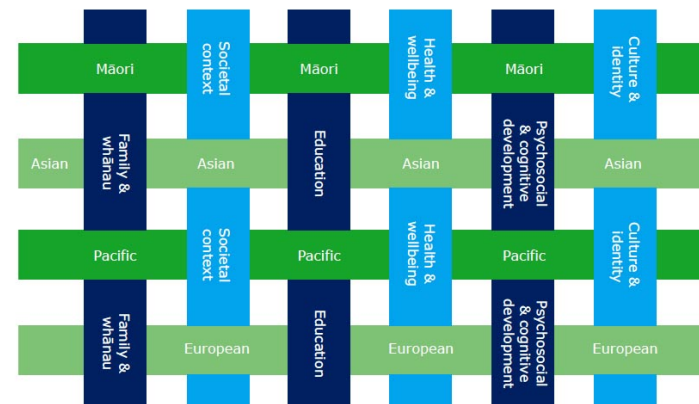 Māori
Societal
context
Māori
Health &
wellbeing
Māori
Culture &
identity
Asian
Family &
whānau
Asian
Education
Asian
Psychosocial
& cognitive
development
Asian
Pacific
Societal
context
Pacific
Health &
wellbeing
Pacific
Culture &
identity
Family &
whānau
European
Education
European
Psychosocial
& cognitive
development
European